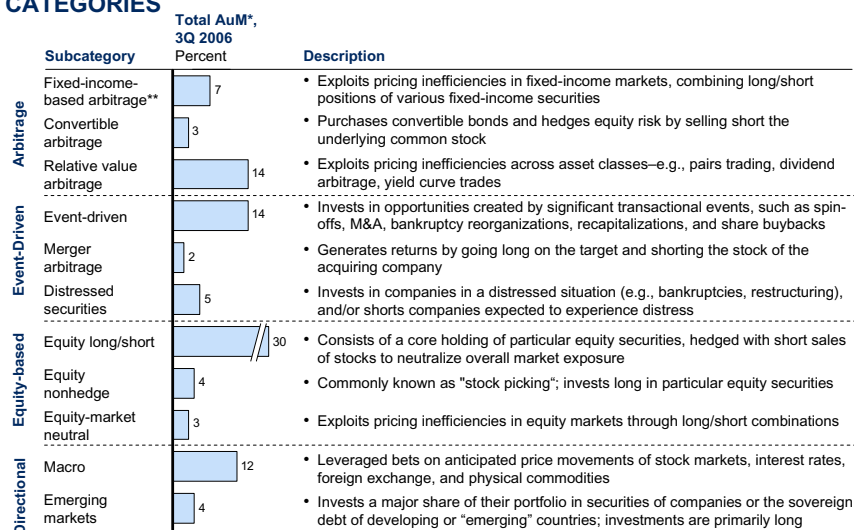 CATEGORIES
Total AuM*,
3Q 2006
Subcategory Percent Description
Arbitrage
Fixed-income-
based arbitrage**
7
• Exploits pricing inefficiencies in fixed-income markets, combining long/short
positions of various fixed-income securities
Convertible
arbitrage
3
• Purchases convertible bonds and hedges equity risk by selling short the
underlying common stock
Relative value
arbitrage
14
• Exploits pricing inefficiencies across asset classes–e.g., pairs trading, dividend
arbitrage, yield curve trades
Event-Driven
Event-driven
14
• Invests in opportunities created by significant transactional events, such as spin-
offs, M&A, bankruptcy reorganizations, recapitalizations, and share buybacks
Merger
arbitrage
2
• Generates returns by going long on the target and shorting the stock of the
acquiring company
Distressed
securities
5
• Invests in companies in a distressed situation (e.g., bankruptcies, restructuring),
and/or shorts companies expected to experience distress
Equity-based
Equity long/short
30
• Consists of a core holding of particular equity securities, hedged with short sales
of stocks to neutralize overall market exposure
Equity
nonhedge
4
• Commonly known as "stock picking“; invests long in particular equity securities
Equity-market
neutral
3
• Exploits pricing inefficiencies in equity markets through long/short combinations
Directional
Macro
12
• Leveraged bets on anticipated price movements of stock markets, interest rates,
foreign exchange, and physical commodities
Emerging
markets
4
• Invests a major share of their portfolio in securities of companies or the sovereign
debt of developing or “emerging” countries; investments are primarily long